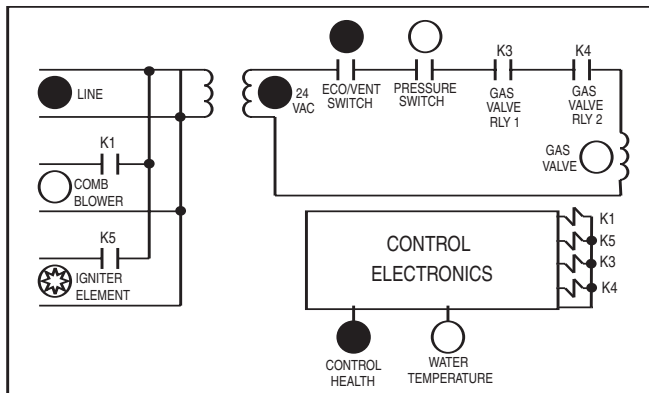 LINE
K1
COMB
BLOWER
K5
IGNITER
ELEMENT
24
VAC
ECO/VENT
SWITCH
PRESSURE
SWITCH
K3
GAS
VALVE
RLY 1
K4
GAS
VALVE
RLY 2
GAS
VALVE
CONTROL
ELECTRONICS
K1
K5
K3
K4
CONTROL
HEALTH
WATER
TEMPERATURE